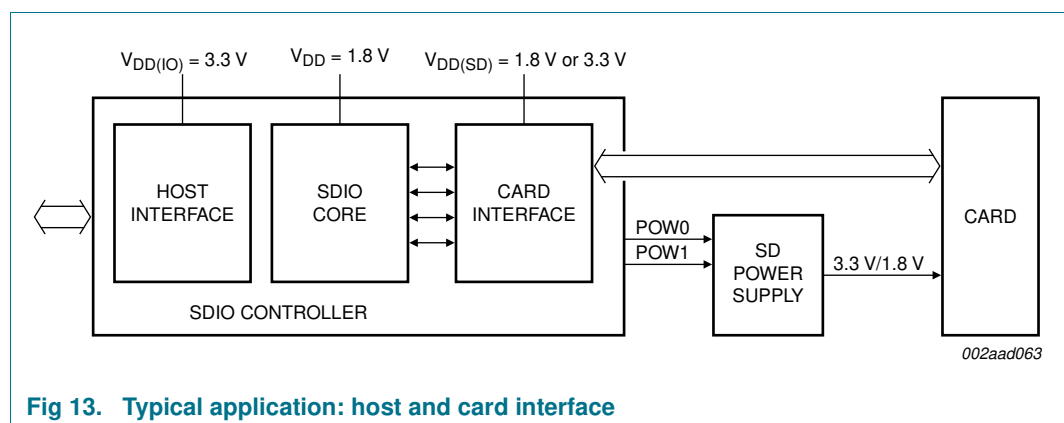 VDD(IO) = 3.3 V
VDD = 1.8 V
VDD(SD) = 1.8 V or 3.3 V
HOST
INTERFACE
SDIO
CORE
CARD
INTERFACE
SDIO CONTROLLER
POW0
POW1
SD
POWER
SUPPLY
3.3 V/1.8 V
CARD
002aad063
Fig 13. Typical application: host and card interface